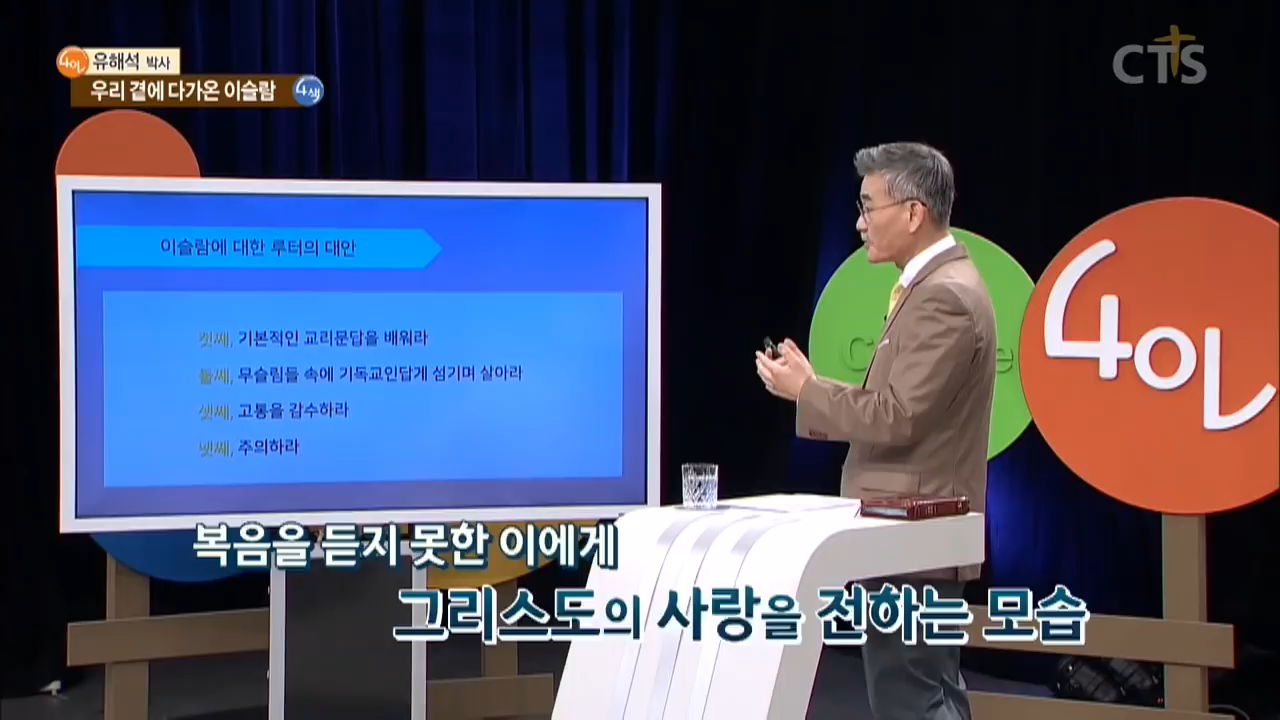 4인 유해석 박사
우리 곁에 다가온 이슬람 4색
CTS
이슬람에 대한 루터의 대안
첫째, 기본적인 교리문답을 배워라
둘째, 무슬림들 속에 기독교인답게 섬기며 살아라
셋째, 고통을 감수하라
넷째, 주의하라
4인
복음을 듣지 못한 이에게
그리스도의 사랑을 전하는 모습